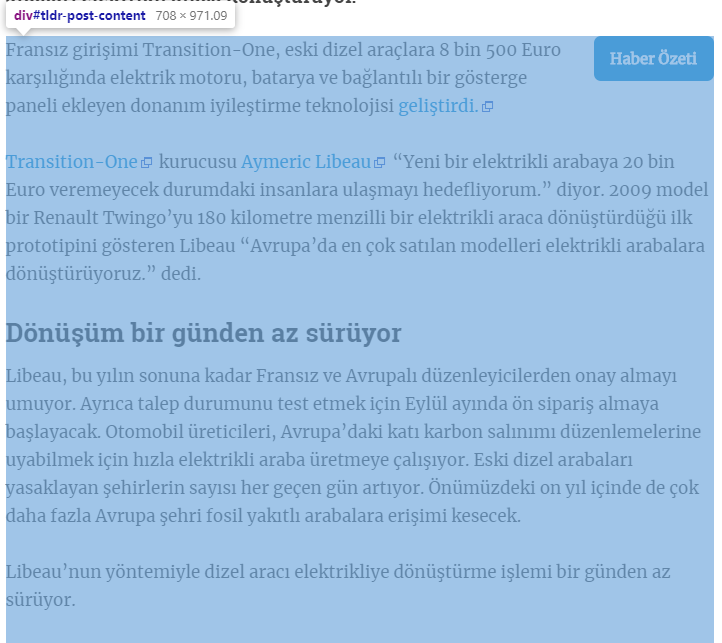 div#tldr-post-content 708 × 971.09
Fransız girişimi Transition-One, eski dizel araçlara 8 bin 500 Euro
Haber Özeti
karşılığında elektrik motoru, batarya ve bağlantılı bir gösterge
paneli ekleyen donanım iyileştirme teknolojisi geliştirdi.
Transition-One kurucusu Aymeric Libeau “Yeni bir elektrikli arabaya 20 bin
Euro veremeyecek durumdaki insanlara ulaşmayı hedefliyorum.” diyor. 2009 model
bir Renault Twingo’yu 180 kilometre menzilli bir elektrikli araca dönüştürdüğü ilk
prototipini gösteren Libeau “Avrupa’da en çok satılan modelleri elektrikli arabalara
dönüştürüyoruz.” dedi.
Dönüşüm bir günden az sürüyor
Libeau, bu yılın sonuna kadar Fransız ve Avrupalı düzenleyicilerden onay almayı
umuyor. Ayrıca talep durumunu test etmek için Eylül ayında ön sipariş almaya
başlayacak. Otomobil üreticileri, Avrupa’daki katı karbon salınımı düzenlemelerine
uyabilmek için hızla elektrikli araba üretmeye çalışıyor. Eski dizel arabaları
yasaklayan şehirlerin sayısı her geçen gün artıyor. Önümüzdeki on yıl içinde de çok
daha fazla Avrupa şehri fosil yakıtlı arabalara erişimi kesecek.
Libeau’nun yöntemiyle dizel aracı elektrikliye dönüştürme işlemi bir günden az
sürüyor.